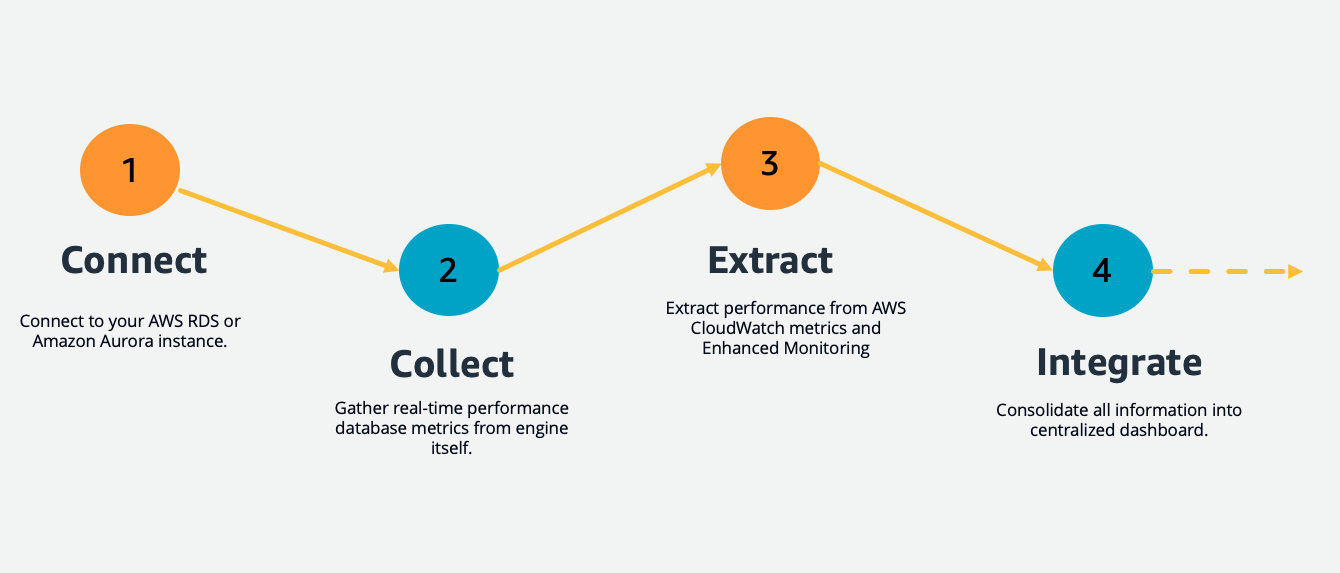 1
Connect
Connect to your AWS RDS or
Amazon Aurora instance.
2
Collect
Gather real-time performance
database metrics from engine
itself.
3
Extract
Extract performance from AWS
CloudWatch metrics and
Enhanced Monitoring
4
Integrate
Consolidate all information into
centralized dashboard.